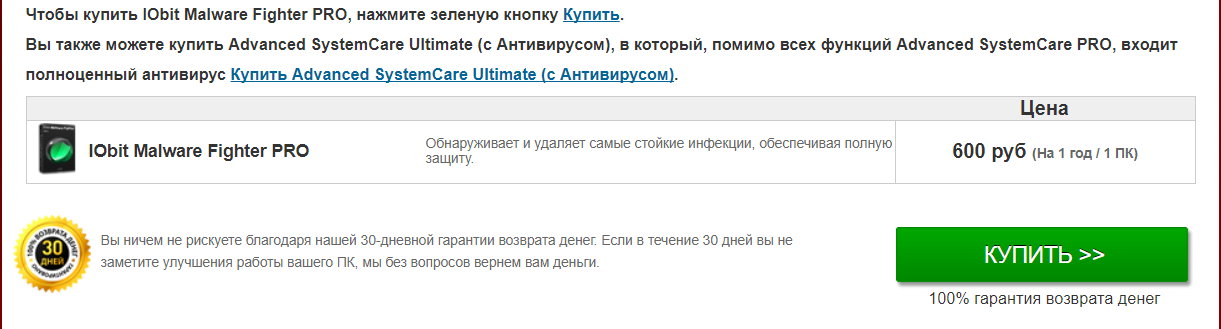 Чтобы купить IObit Malware Fighter PRO, нажмите зеленую кнопку Купить.
Вы также можете купить Advanced SystemCare Ultimate (с Антивирусом), в который, помимо всех функций Advanced SystemCare PRO, входит
полноценный антивирус Купить Advanced SystemCare Ultimate (с Антивирусом).
Цена
IObit Malware Fighter PRO
Обнаруживает и удаляет самые стойкие инфекции, обеспечивая полную
защиту.
600 руб (На 1 год / 1 ПК)
100% ВОЗВРАТА ДЕНЕГ
30
ДНЕЙ
Вы ничем не рискуете благодаря нашей 30-дневной гарантии возврата денег. Если в течение 30 дней вы не
заметите улучшения работы вашего ПК, мы без вопросов вернем вам деньги.
КУПИТЬ >>
100% гарантия возврата денег